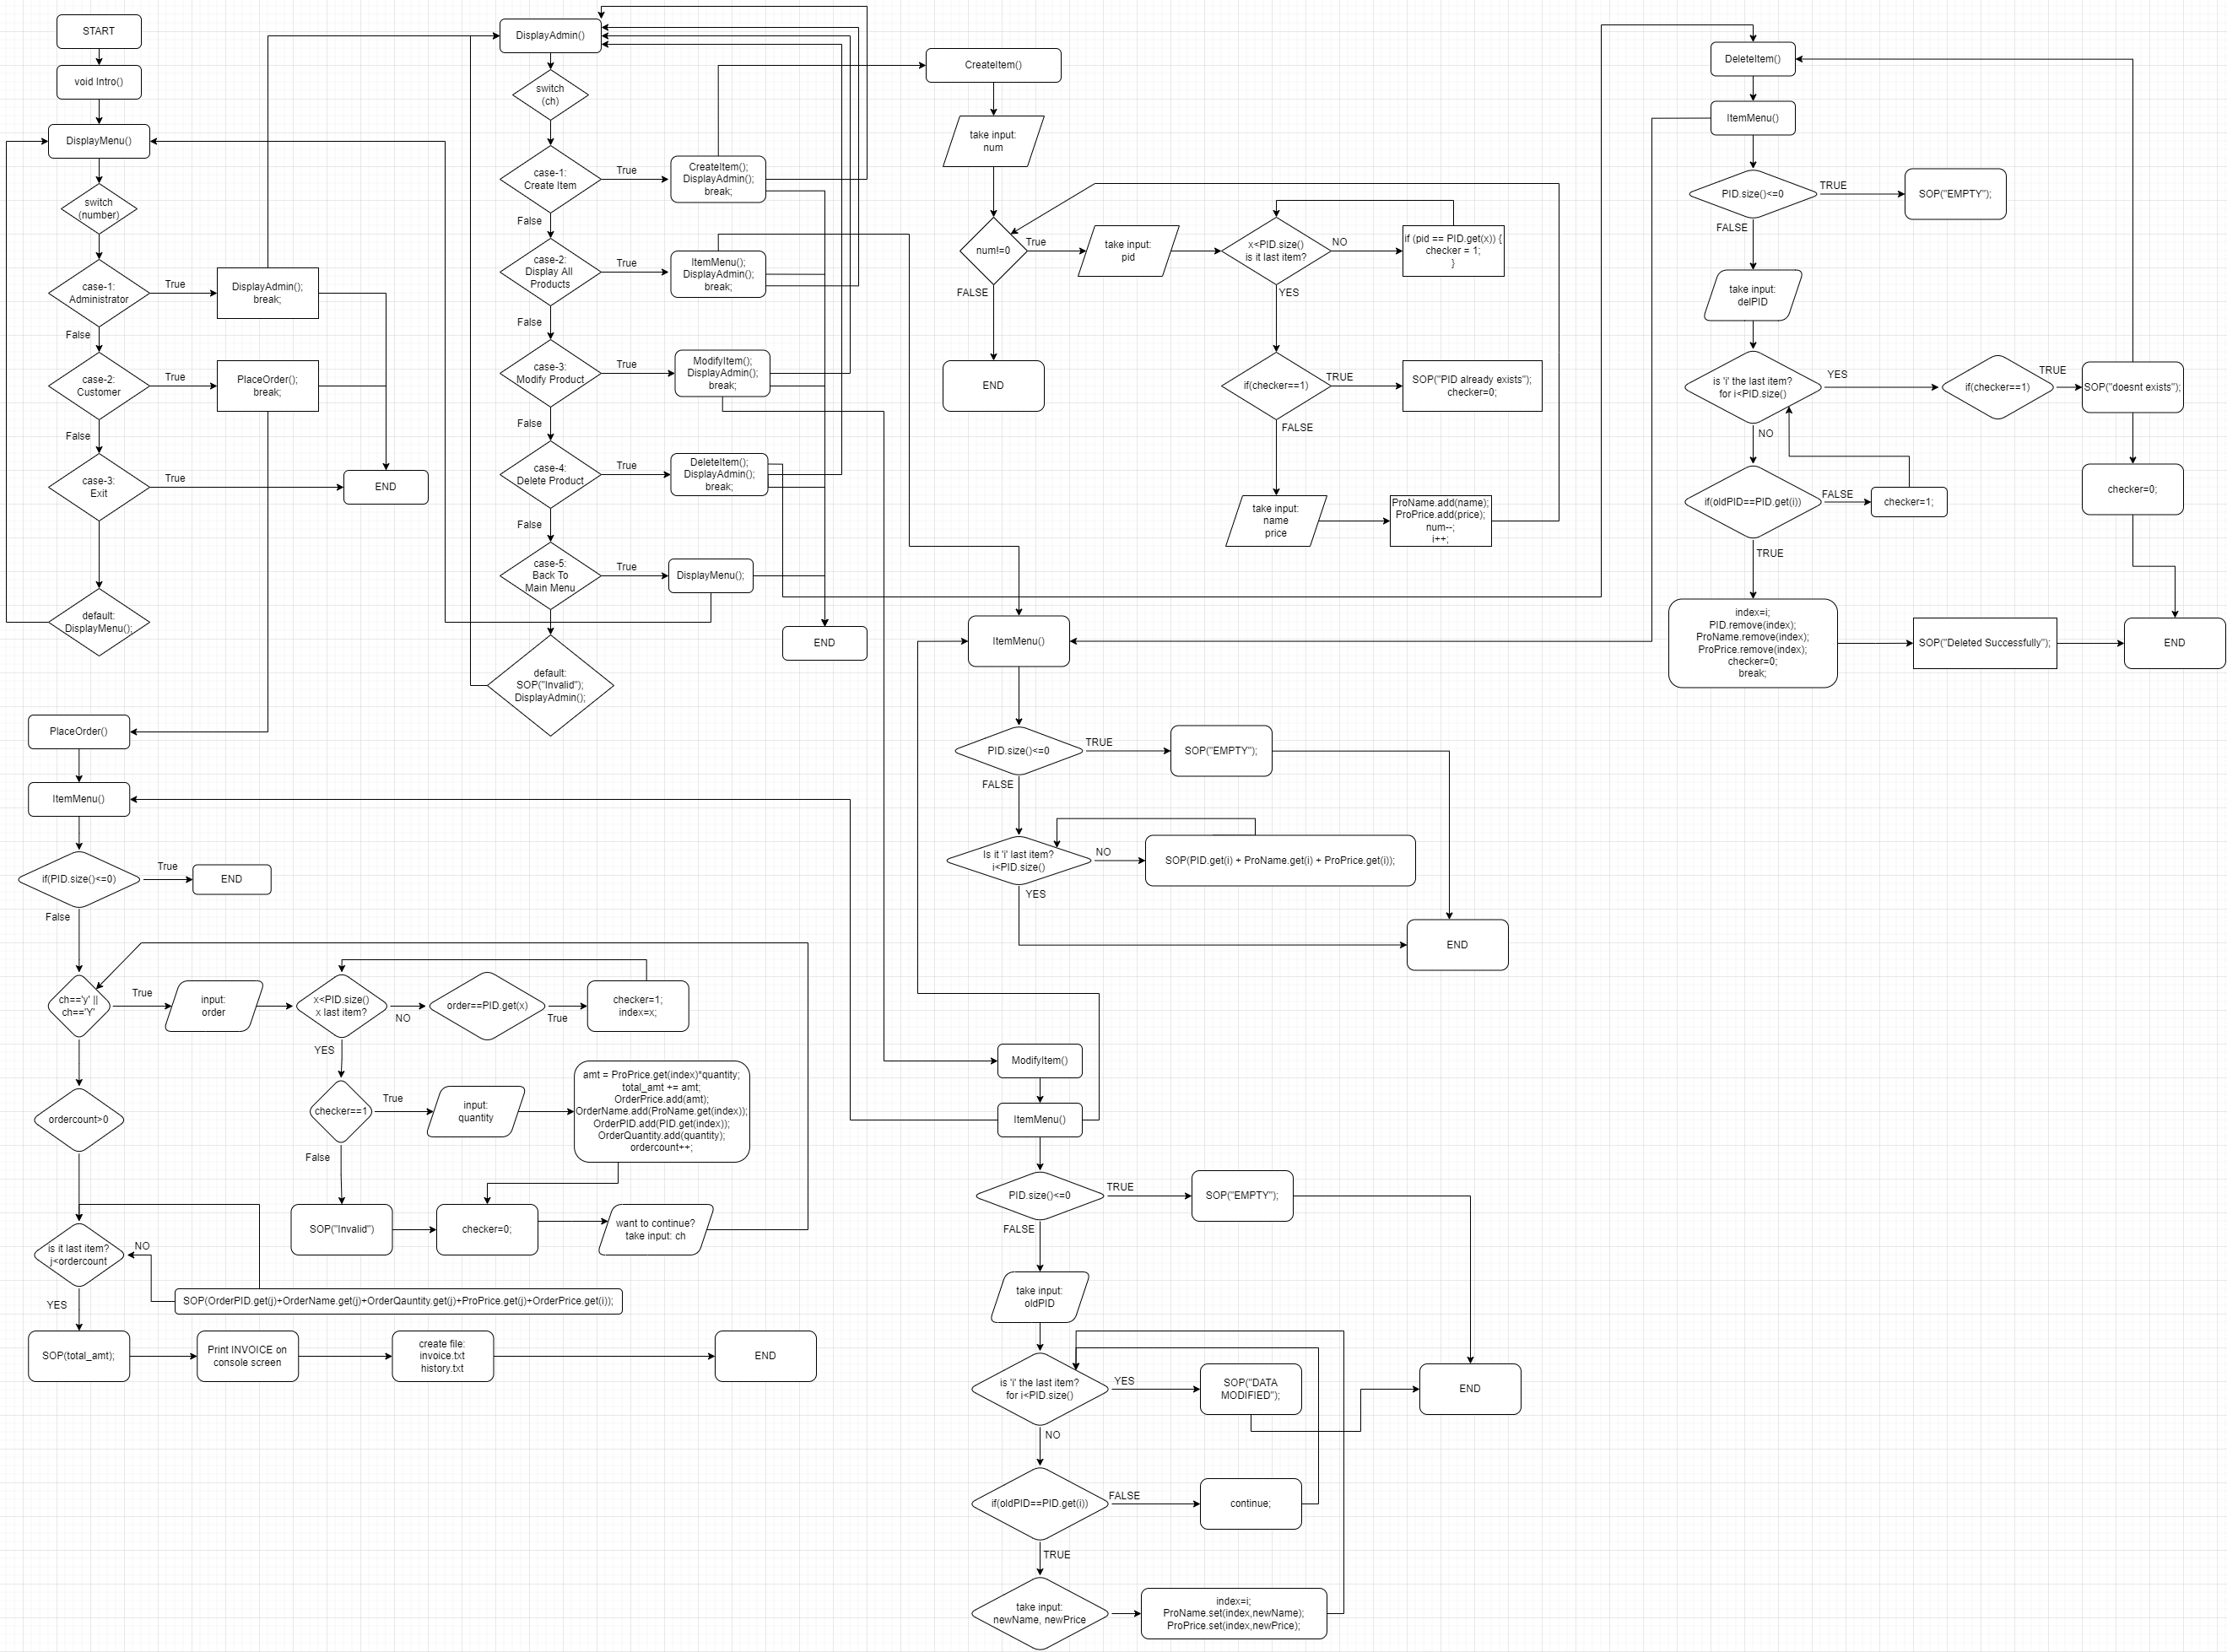 START
void Intro()
DisplayMenu()
switch
(number)
case-1:
Administrator
True
DisplayAdmin();
break;
False
case-2:
Customer
True
PlaceOrder();
break;
False
case-3:
Exit
True
END
default:
DisplayMenu();
DisplayAdmin()
switch
(ch)
case-1:
Create Item
True
CreateItem();
DisplayAdmin();
break;
False
case-2:
Display All
Products
True
ItemMenu();
DisplayAdmin();
break;
False
case-3:
Modify Product
True
ModifyItem();
DisplayAdmin();
break;
False
case-4:
Delete Product
True
DeleteItem();
DisplayAdmin();
break;
False
case-5:
Back To
Main Menu
True
DisplayMenu();
END
default:
SOP("Invalid");
DisplayAdmin();
CreateItem()
take input:
num
num!=0
True
take input:
pid
x<PID.size()
is it last item?
NO
if (pid == PID.get(x)) {
checker = 1;
}
FALSE
YES
END
if(checker==1)
TRUE
SOP("PID already exists");
checker=0;
FALSE
take input:
name
price
ProName.add(name);
ProPrice.add(price);
num--;
i++;
DeleteItem()
ItemMenu()
PID.size()<=0
TRUE
SOP("EMPTY");
FALSE
take input:
delPID
is 'i' the last item?
for i<PID.size()
YES
if(checker==1)
TRUE
SOP("doesnt exists");
NO
if(oldPID==PID.get(i))
FALSE
checker=1;
checker=0;
TRUE
index=i;
PID.remove(index);
ProName.remove(index);
ProPrice.remove(index);
checker=0;
break;
SOP("Deleted Successfully");
END
ItemMenu()
PID.size()<=0
TRUE
SOP("EMPTY");
FALSE
Is it 'i' last item?
i<PID.size()
NO
SOP(PID.get(i) + ProName.get(i) + ProPrice.get(i));
YES
END
PlaceOrder()
ItemMenu()
if(PID.size()<=0)
True
END
False
ch=='y' ||
ch=='Y'
True
input:
order
x<PID.size()
x last item?
NO
order==PID.get(x)
True
checker=1;
index=x;
YES
checker==1
True
input:
quantity
amt = ProPrice.get(index)*quantity;
total_amt += amt;
OrderPrice.add(amt);
OrderName.add(ProName.get(index));
OrderPID.add(PID.get(index));
OrderQuantity.add(quantity);
ordercount++;
ordercount>0
False
SOP("Invalid")
checker=0;
want to continue?
take input: ch
is it last item?
j<ordercount
NO
SOP(OrderPID.get(j)+OrderName.get(j)+OrderQauntity.get(j)+ProPrice.get(j)+OrderPrice.get(i));
YES
SOP(total_amt);
Print INVOICE on
console screen
create file:
invoice.txt
history.txt
END
ModifyItem()
ItemMenu()
PID.size()<=0
TRUE
SOP("EMPTY");
FALSE
take input:
oldPID
is 'i' the last item?
for i<PID.size()
YES
SOP("DATA
MODIFIED");
END
NO
if(oldPID==PID.get(i))
FALSE
continue;
TRUE
take input:
newName, newPrice
index=i;
ProName.set(index,newName);
ProPrice.set(index,newPrice);